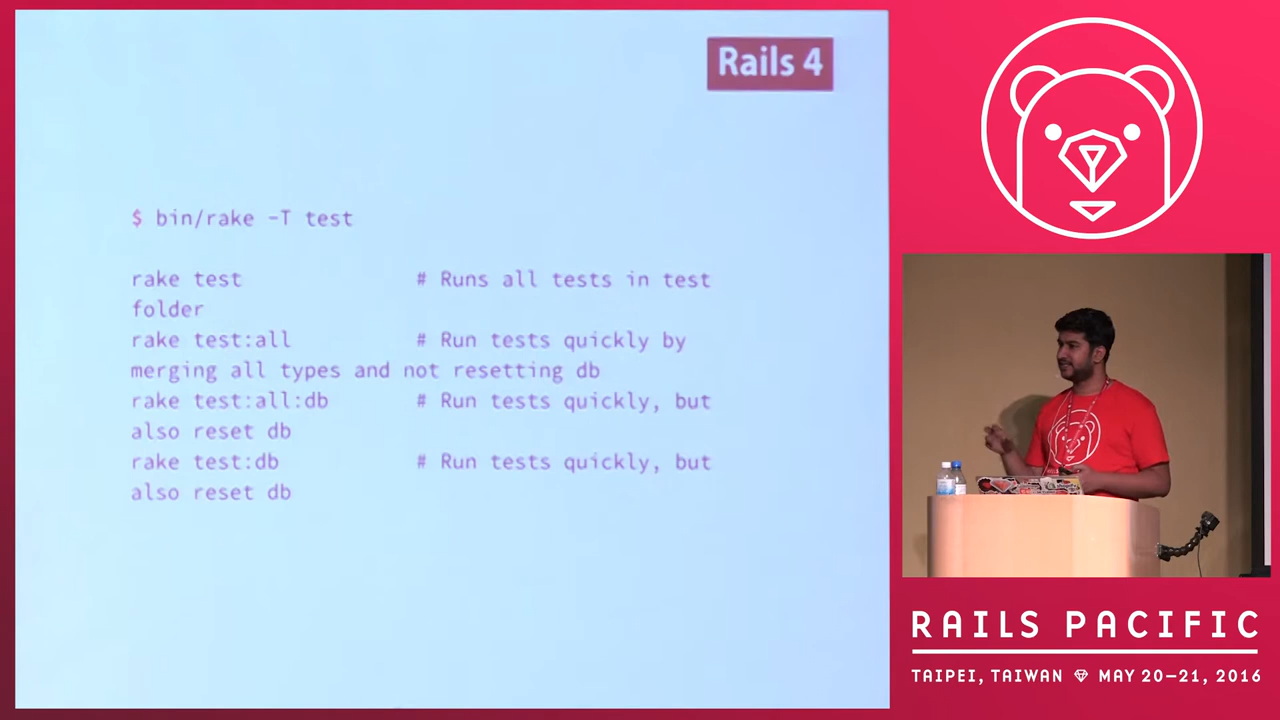 Rails 4
$ bin/rake -T test
rake test # Runs all tests in test
folder
rake test:all # Run tests quickly by
merging all types and not resetting db
rake test:all:db # Run tests quickly, but
also reset db
rake test:db # Run tests quickly, but
also reset db
RAILS PACIFIC
TAIPEI, TAIWAN MAY 20–21, 2016